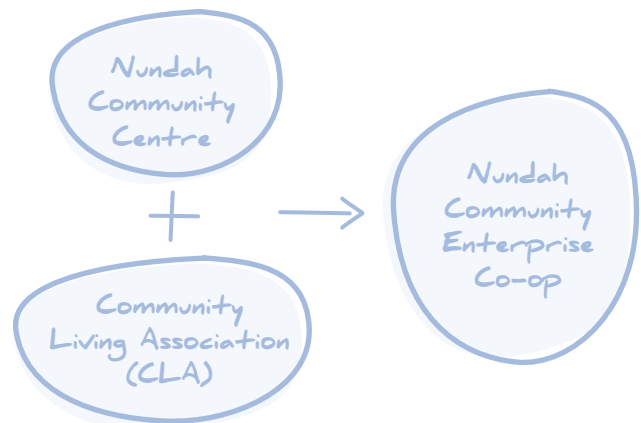 Nundah
Community
Centre
+
Community
Living Association
(CLA)
Nundah
Community
Enterprise
Co-op